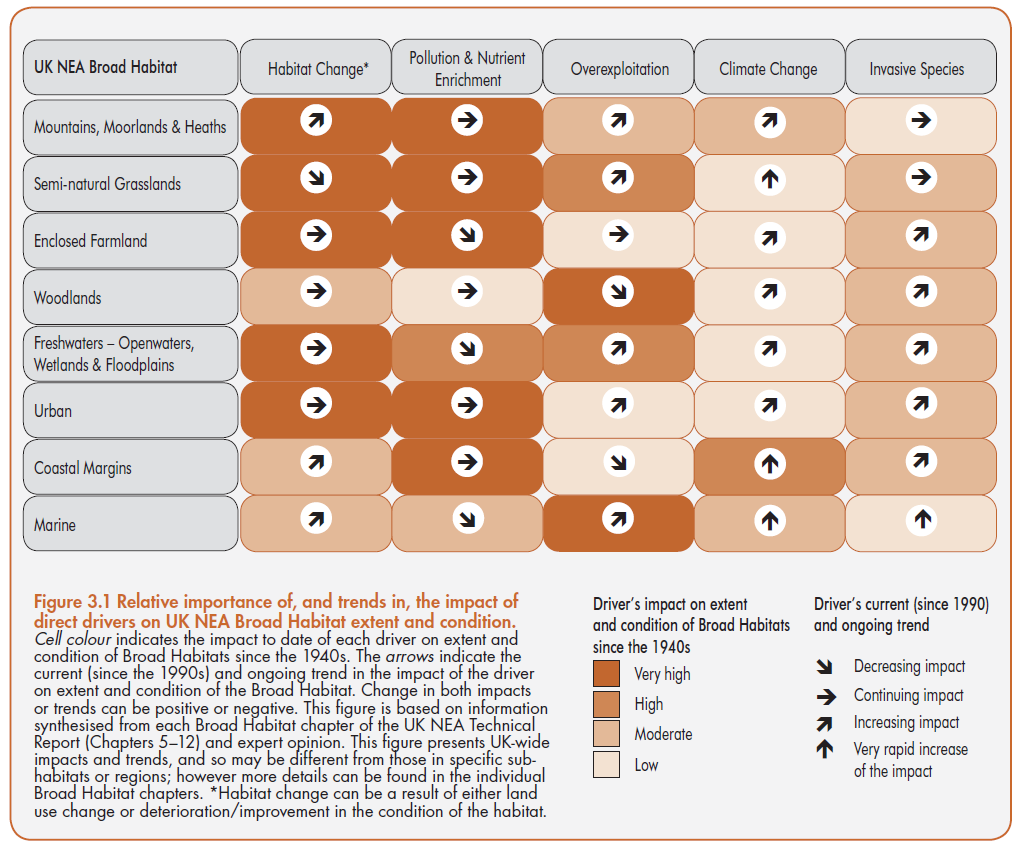 UK NEA Broad Habitat
Habitat Change*
Pollution & Nutrient
Enrichment
Overexploitation
Climate Change
Invasive Species
Mountains, Moorlands & Heaths
Semi-natural Grasslands
Enclosed Farmland
Woodlands
Freshwaters – Openwaters,
Wetlands & Floodplains
Urban
Coastal Margins
Marine
Figure 3.1 Relative importance of, and trends in, the impact of
direct drivers on UK NEA Broad Habitat extent and condition.
Cell colour indicates the impact to date of each driver on extent and
condition of Broad Habitats since the 1940s. The arrows indicate the
current (since the 1990s) and ongoing trend in the impact of the driver
on extent and condition of the Broad Habitat. Change in both impacts
or trends can be positive or negative. This figure is based on information
synthesised from each Broad Habitat chapter of the UK NEA Technical
Report (Chapters 5–12) and expert opinion. This figure presents UK-wide
impacts and trends, and so may be different from those in specific sub-
habitats or regions; however more details can be found in the individual
Broad Habitat chapters. *Habitat change can be a result of either land
use change or deterioration/improvement in the condition of the habitat.
Driver's impact on extent
and condition of Broad Habitats
since the 1940s
Very high
High
Moderate
Low
Driver's current (since 1990)
and ongoing trend
Decreasing impact
Continuing impact
Increasing impact
Very rapid increase
of the impact